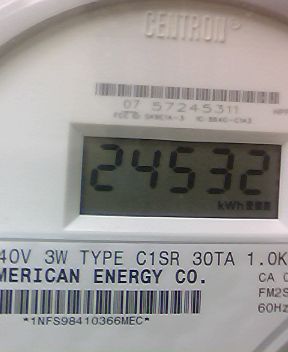 CENTRON®
07 57245311
24532
kWh
40V 3W TYPE C1SR 30TA 1.0K
MERICAN ENERGY CO.
CA 0
FM2S
60Hz
*1NFS98410366MEC*